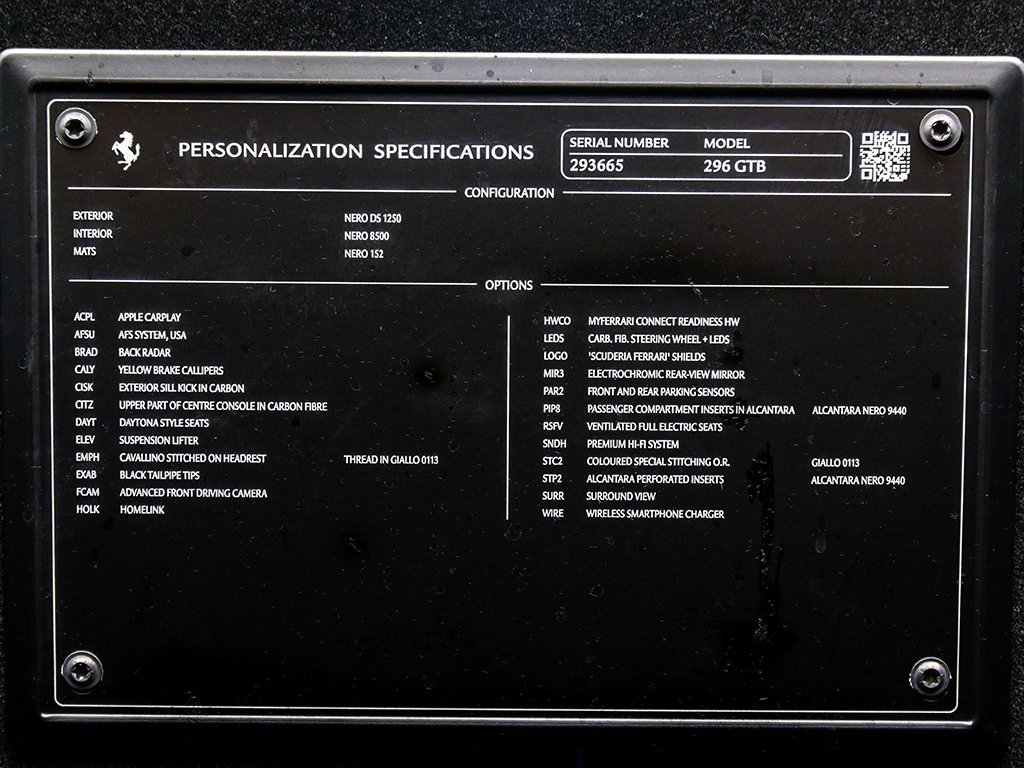 PERSONALIZATION SPECIFICATIONS
SERIAL NUMBER MODEL
293665 296 GTB
CONFIGURATION
EXTERIOR NERO DS 1250
INTERIOR NERO 8500
MATS NERO 152
OPTIONS
ACPL APPLE CARPLAY
AFSU AFS SYSTEM, USA
BRAD BACK RADAR
CALY YELLOW BRAKE CALLIPERS
CISK EXTERIOR SILL KICK IN CARBON
CITZ UPPER PART OF CENTRE CONSOLE IN CARBON FIBRE
DAYT DAYTONA STYLE SEATS
ELEV SUSPENSION LIFTER
EMPH CAVALLINO STITCHED ON HEADREST THREAD IN GIALLO 0113
EXAB BLACK TAILPIPE TIPS
FCAM ADVANCED FRONT DRIVING CAMERA
HOLK HOMELINK
HWCO MYFERRARI CONNECT READINESS HW
LEDS CARB. FIB. STEERING WHEEL + LEDS
LOGO 'SCUDERIA FERRARI' SHIELDS
MIR3 ELECTROCHROMIC REAR-VIEW MIRROR
PAR2 FRONT AND REAR PARKING SENSORS
PIP8 PASSENGER COMPARTMENT INSERTS IN ALCANTARA ALCANTARA NERO 9440
RSFV VENTILATED FULL ELECTRIC SEATS
SNDH PREMIUM HI-FI SYSTEM
STC2 COLOURED SPECIAL STITCHING O.R. GIALLO 0113
STP2 ALCANTARA PERFORATED INSERTS ALCANTARA NERO 9440
SURR SURROUND VIEW
WIRE WIRELESS SMARTPHONE CHARGER